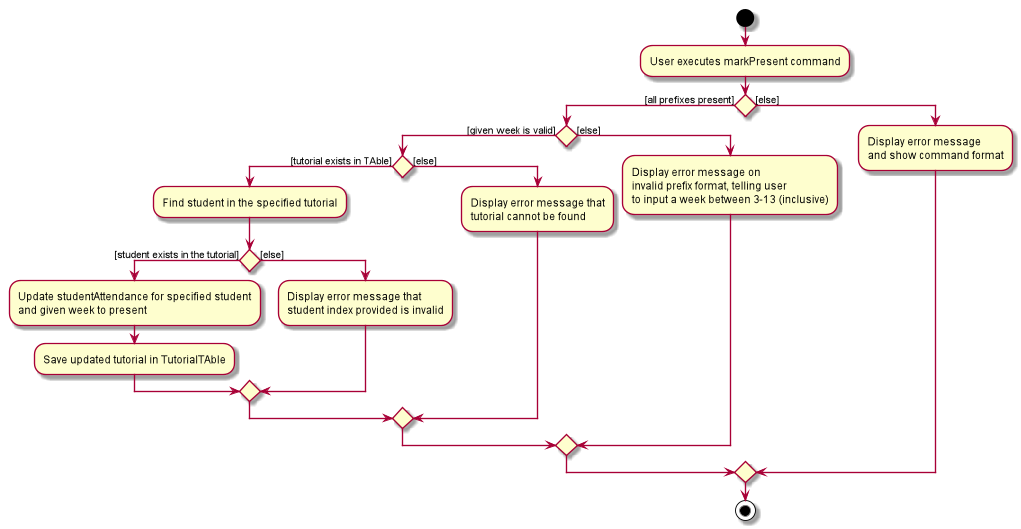 User executes markPresent command
[all prefixes present]
[else]
[given week is valid]
[else]
Display error message
and show command format
[tutorial exists in TAble]
[else]
Display error message on
invalid prefix format, telling user
to input a week between 3-13 (inclusive)
Find student in the specified tutorial
Display error message that
tutorial cannot be found
[student exists in the tutorial]
[else]
Update studentAttendance for specified student
and given week to present
Display error message that
student index provided is invalid
Save updated tutorial in TutorialTAble